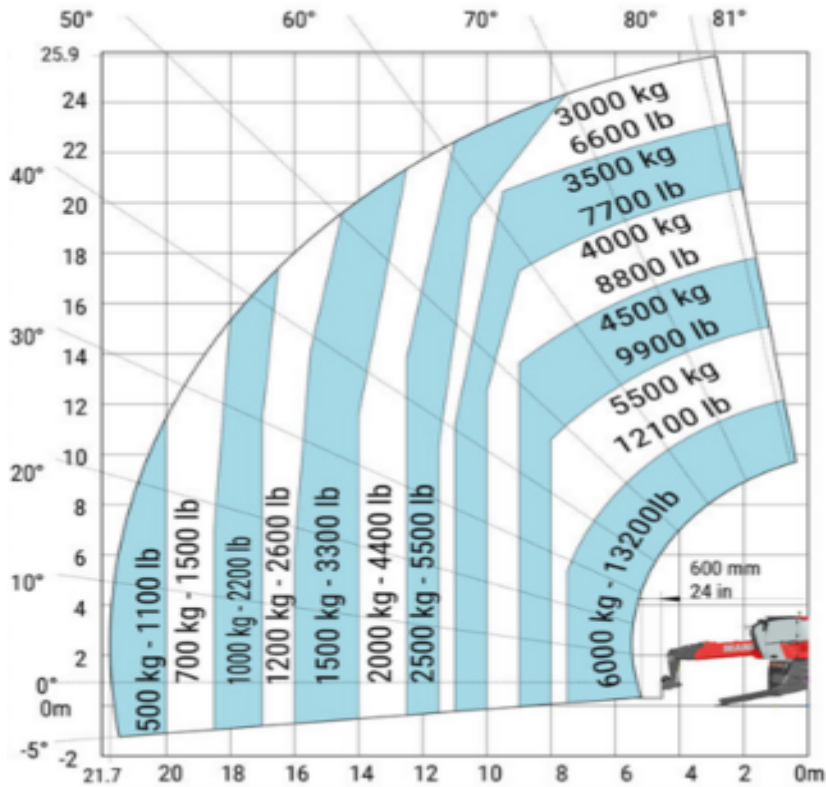 50°
60°
70°
80°
81°
25.9
24
22
40°
20
18
16
30°
14
12
10
20°
8
6
10°
4
2
0°
0m
-5°
-2
3000 kg
6600 lb
3500 kg
7700 lb
4000 kg
8800 lb
4500 kg
9900 lb
5500 kg
12100 lb
6000 kg - 13200lb
500 kg - 1100 lb
700 kg - 1500 lb
1000 kg - 2200 lb
1200 kg - 2600 lb
1500 kg - 3300 lb
2000 kg - 4400 lb
2500 kg - 5500 lb
600 mm
24 in
21.7 20 18 16 14 12 10 8 6 4 2 0m